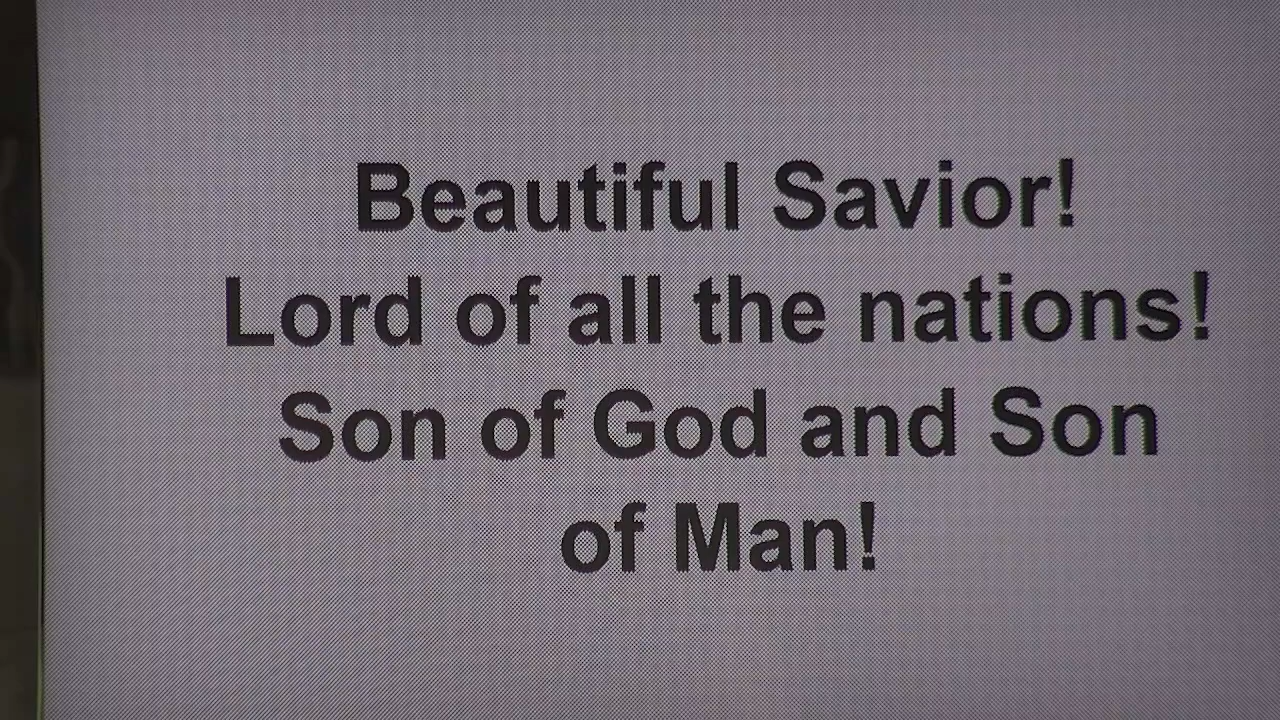 Beautiful Savior!
Lord of all the nations!
Son of God and Son
of Man!